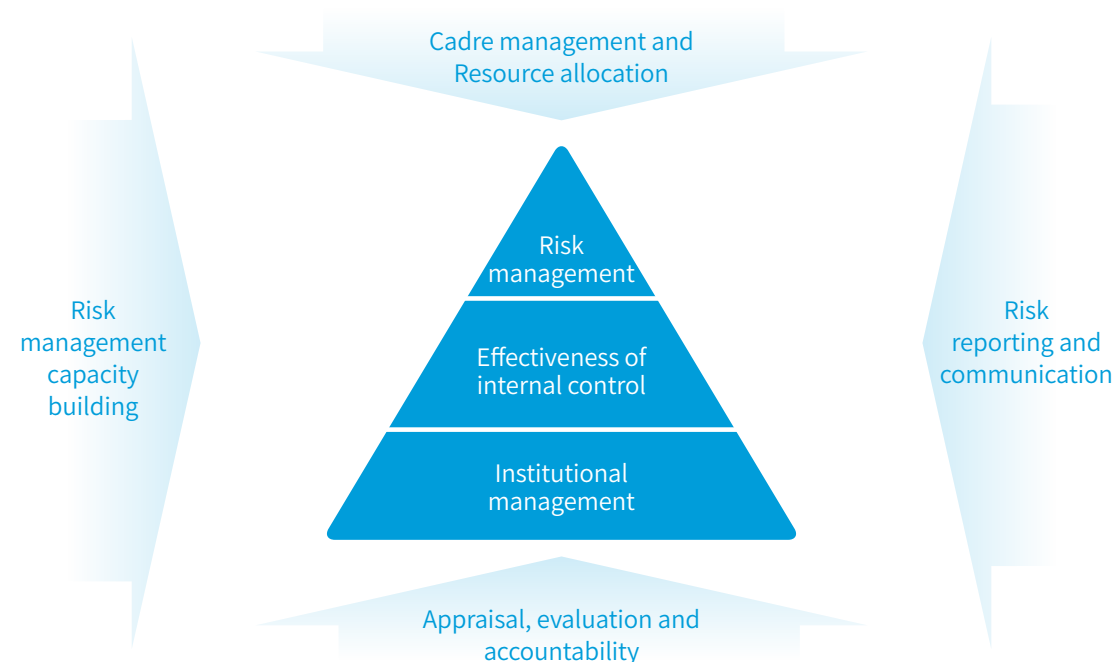 Cadre management and
Resource allocation
Risk
management
Risk
management
capacity
building
Effectiveness of
internal control
Risk
reporting and
communication
Institutional
management
Appraisal, evaluation and
accountability